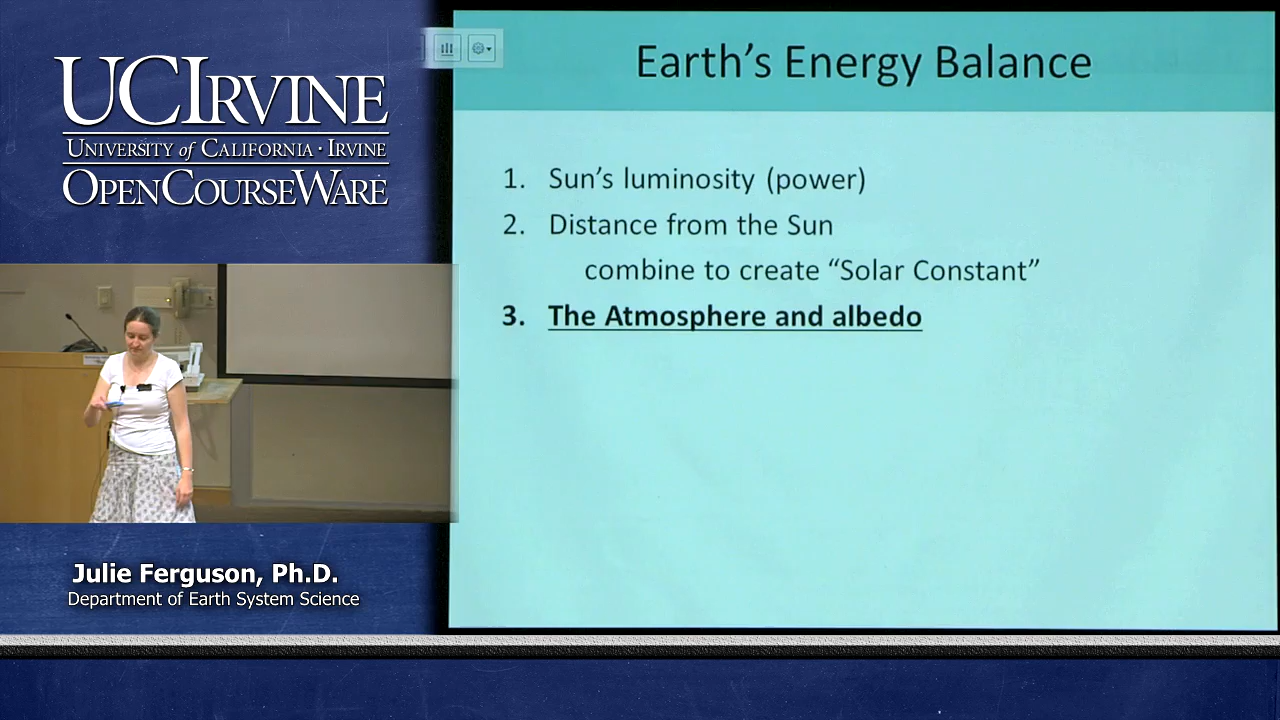 UCIRVINE
UNIVERSITY of CALIFORNIA · IRVINE
OPENCOURSEWARE
Earth's Energy Balance
1. Sun's luminosity (power)
2. Distance from the Sun
combine to create “Solar Constant”
3. The Atmosphere and albedo
Julie Ferguson, Ph.D.
Department of Earth System Science